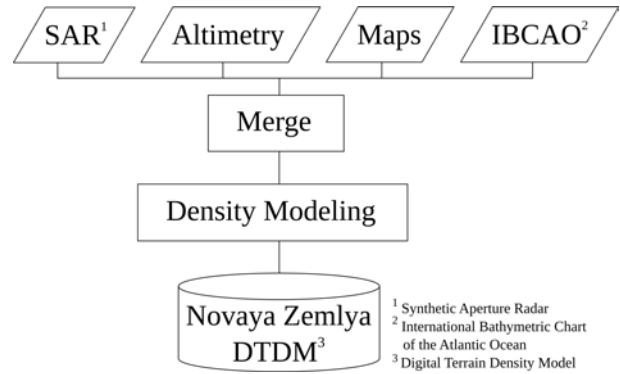 SAR¹ Altimetry Maps IBCAO²
Merge
Density Modeling
Novaya Zemlya
DTDM³
¹ Synthetic Aperture Radar
² International Bathymetric Chart
of the Atlantic Ocean
³ Digital Terrain Density Model